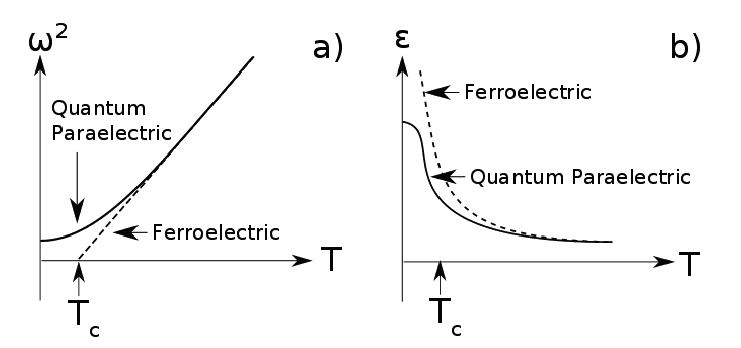 ω²
a)
Quantum
Paraelectric
Ferroelectric
T
Tc
ε
b)
Ferroelectric
Quantum Paraelectric
T
Tc